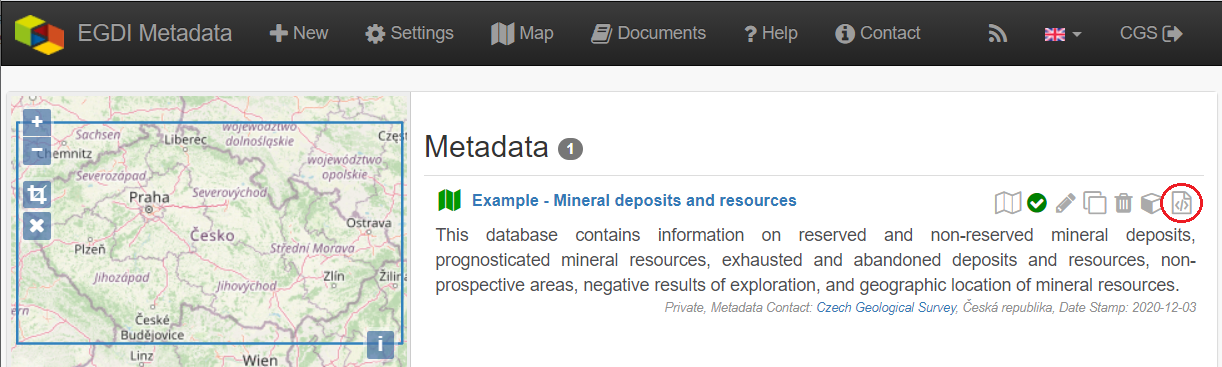 EGDI Metadata
New
Settings
Map
Documents
? Help
Contact
CGS
+
−
Sachsen
Chemnitz
Liberec
województwo
dolnośląskie
Częst
województwo
opolskie
Severozápad
Severovýchod
Praha
Ostrava
Plzeň
Česko
Střední Morava
Jihozápad
Jihovýchod
Zlín
Žilina
České
Budějovice
Linz
Wien
i
Metadata 1
Example - Mineral deposits and resources
This database contains information on reserved and non-reserved mineral deposits,
prognosticated mineral resources, exhausted and abandoned deposits and resources, non-
prospective areas, negative results of exploration, and geographic location of mineral resources.
Private, Metadata Contact: Czech Geological Survey, Česká republika, Date Stamp: 2020-12-03